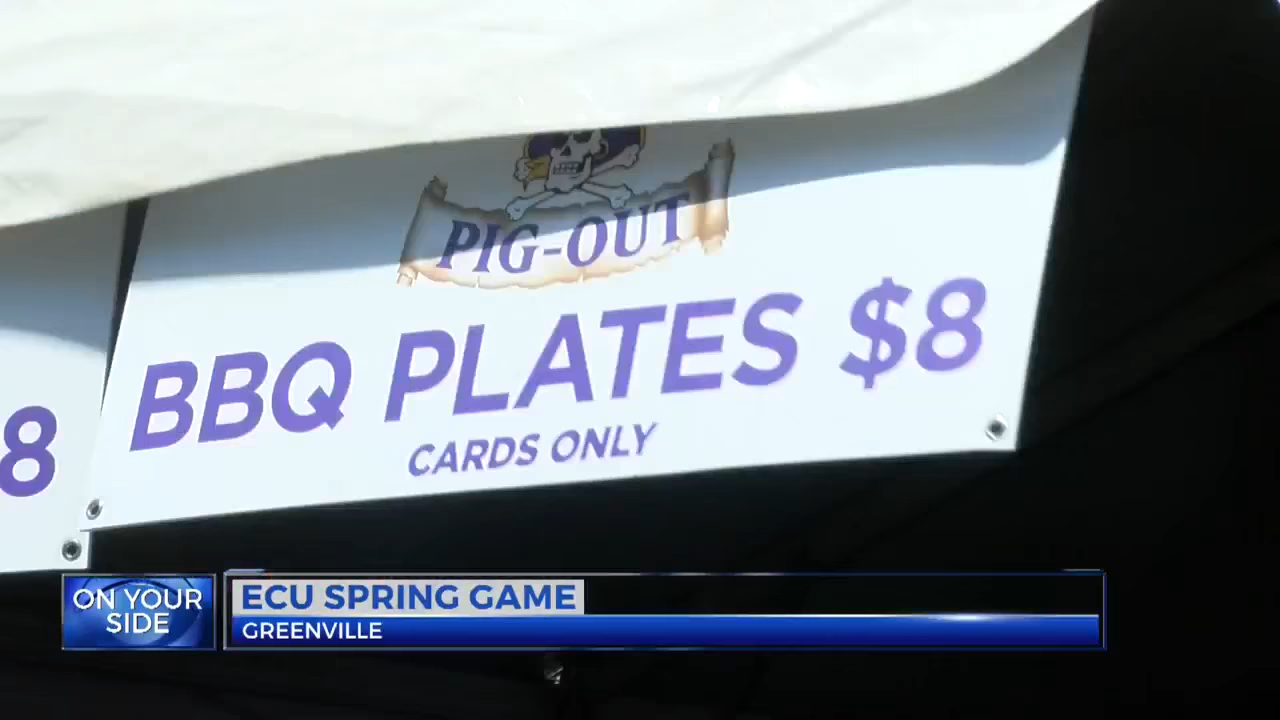 PIG-OUT
BBQ PLATES $8
CARDS ONLY
8
ON YOUR
SIDE
ECU SPRING GAME
GREENVILLE